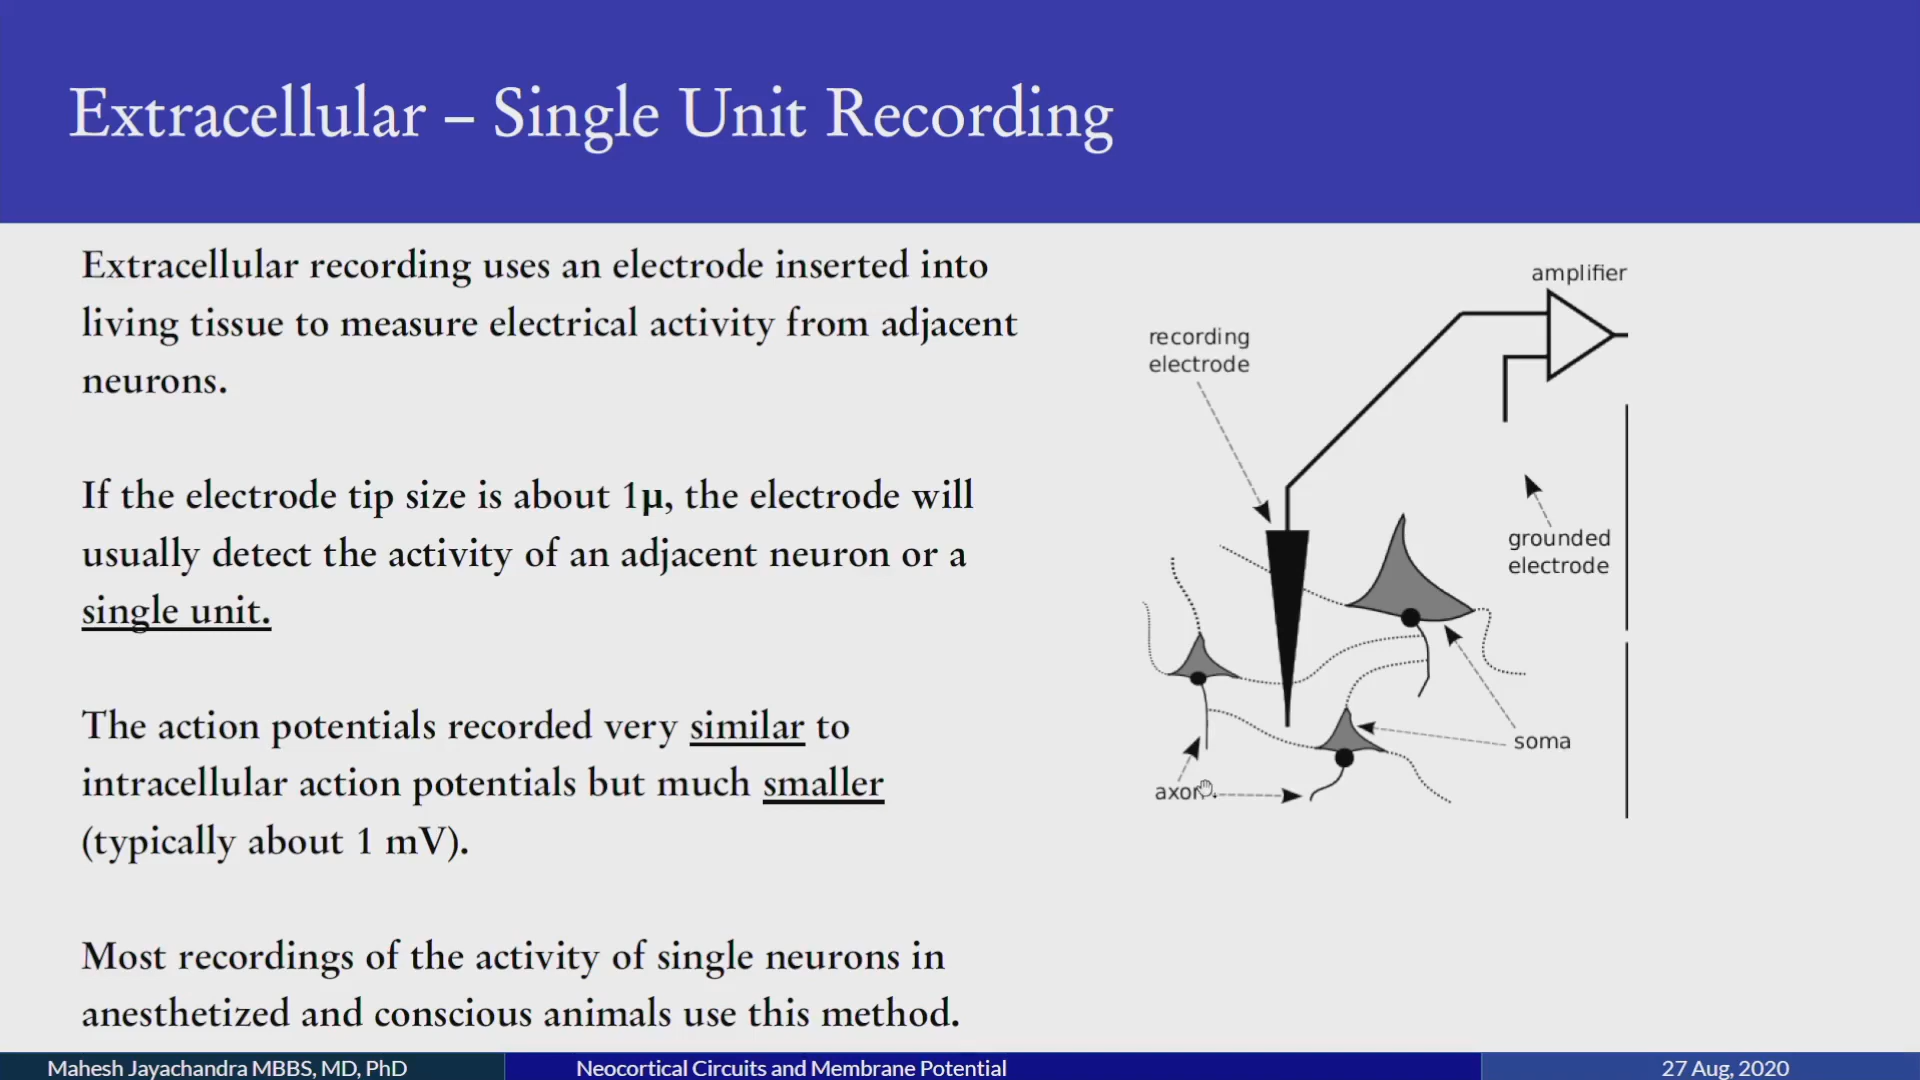 Extracellular – Single Unit Recording
Extracellular recording uses an electrode inserted into
living tissue to measure electrical activity from adjacent
neurons.
If the electrode tip size is about 1µ, the electrode will
usually detect the activity of an adjacent neuron or a
single unit.
The action potentials recorded very similar to
intracellular action potentials but much smaller
(typically about 1 mV).
Most recordings of the activity of single neurons in
anesthetized and conscious animals use this method.
amplifier
recording
electrode
grounded
electrode
soma
axon
Mahesh Jayachandra MBBS, MD, PhD
Neocortical Circuits and Membrane Potential
27 Aug, 2020